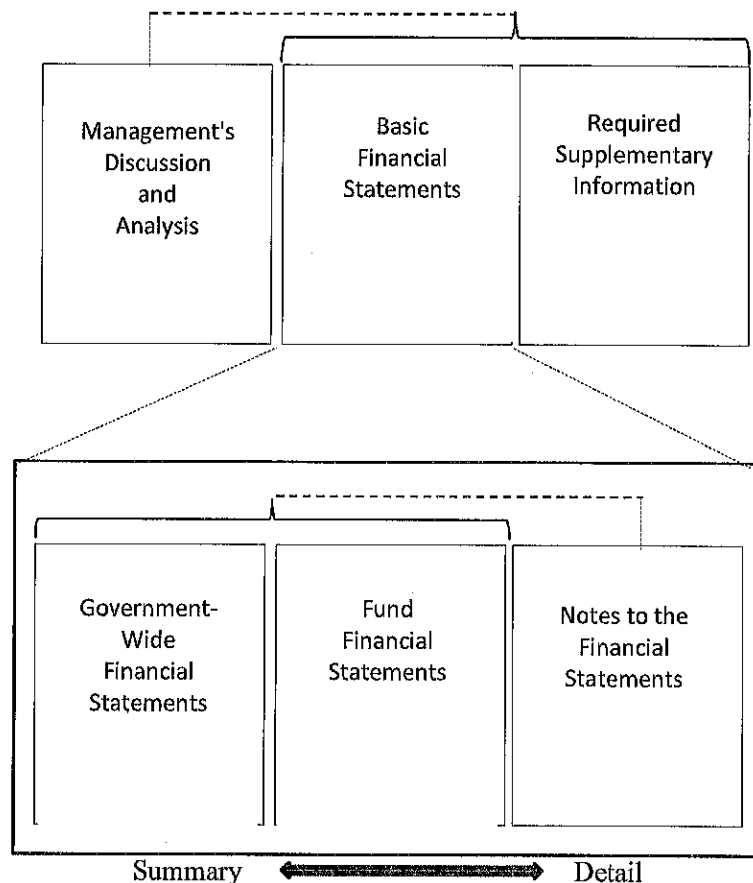 Management's
Discussion
and
Analysis
Basic
Financial
Statements
Required
Supplementary
Information
Government-
Wide
Financial
Statements
Fund
Financial
Statements
Notes to the
Financial
Statements
Summary
Detail